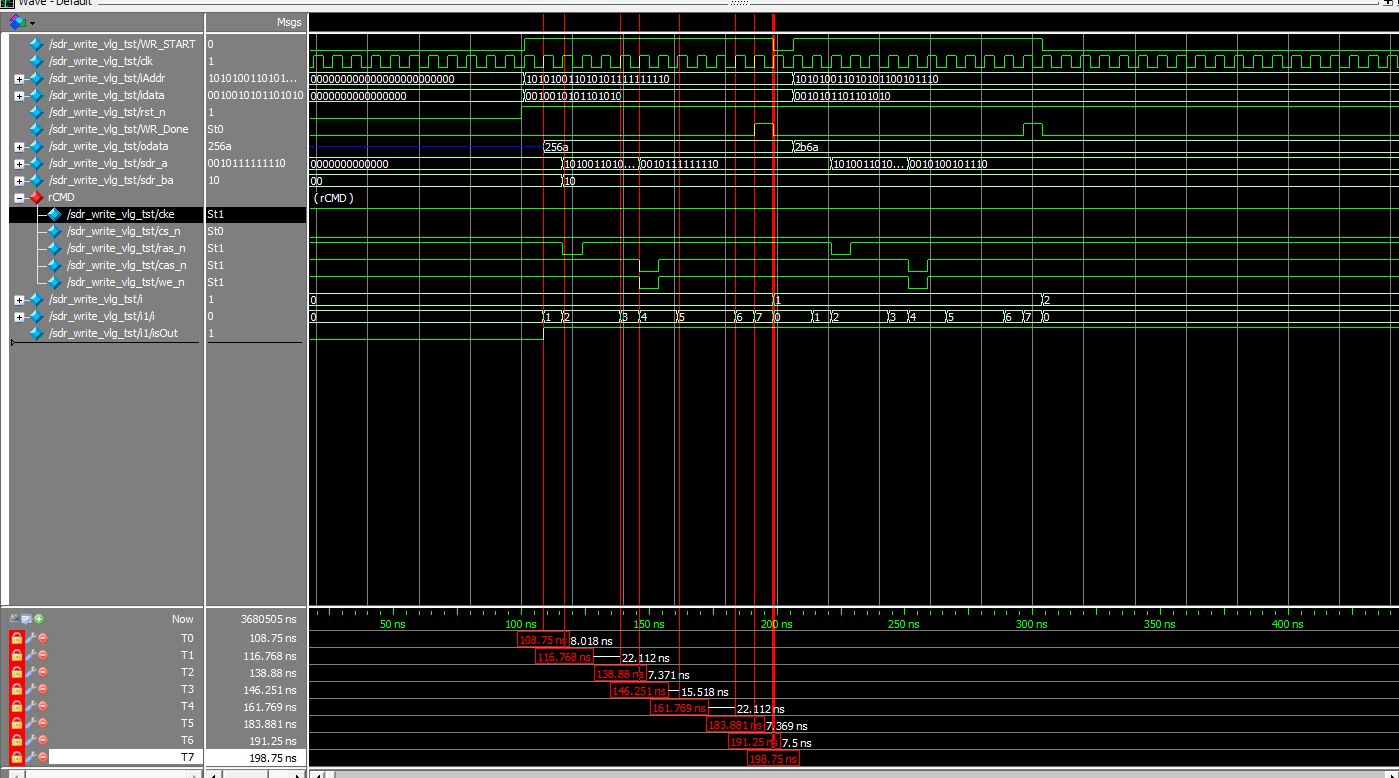 Wave - Default
Msgs
/sdr_write_vlg_tst/WR_START 0
/sdr_write_vlg_tst/clk 1
/sdr_write_vlg_tst/iAddr 1010100110101... 000000000000000000000000 101010011010101111111110 101010011010101100101110
/sdr_write_vlg_tst/idata 0010010101101010 0000000000000000 0010010101101010 0010101101101010
/sdr_write_vlg_tst/rst_n 1
/sdr_write_vlg_tst/WR_Done St0
/sdr_write_vlg_tst/odata 256a 256a 2b6a
/sdr_write_vlg_tst/sdr_a 0010111111110 0000000000000 1010011010... 0010111111110 1010011010... 0010100101110
/sdr_write_vlg_tst/sdr_ba 10 00 10
rCMD ( rCMD )
/sdr_write_vlg_tst/cke St1
/sdr_write_vlg_tst/cs_n St0
/sdr_write_vlg_tst/ras_n St1
/sdr_write_vlg_tst/cas_n St1
/sdr_write_vlg_tst/we_n St1
/sdr_write_vlg_tst/i 1 0 1 2
/sdr_write_vlg_tst/i1/i 0 0 1 2 3 4 5 6 7 0 1 2 3 4 5 6 7 0
/sdr_write_vlg_tst/i1/isOut 1
Now 3680505 ns 50 ns 100 ns 150 ns 200 ns 250 ns 300 ns 350 ns 400 ns
T0 108.75 ns 108.75 ns 8.018 ns
T1 116.768 ns 116.768 ns 22.112 ns
T2 138.88 ns 138.88 ns 7.371 ns
T3 146.251 ns 146.251 ns 15.518 ns
T4 161.769 ns 161.769 ns 22.112 ns
T5 183.881 ns 183.881 ns 7.369 ns
T6 191.25 ns 191.25 ns 7.5 ns
T7 198.75 ns 198.75 ns